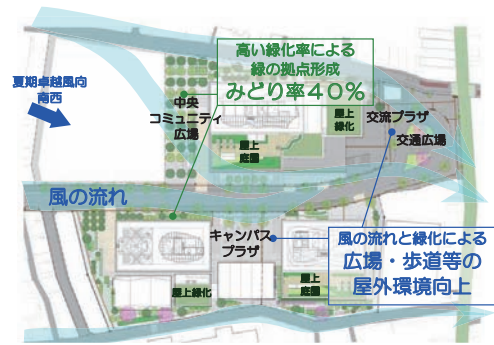 高い緑化率による
緑の拠点形成
みどり率40%
夏期卓越風向
南西
中央
コミュニティ
広場
屋上
緑化
交流プラザ
交通広場
屋上
庭園
風の流れ
キャンパス
プラザ
風の流れと緑化による
広場・歩道等の
屋外環境向上
屋上緑化
屋上
庭園